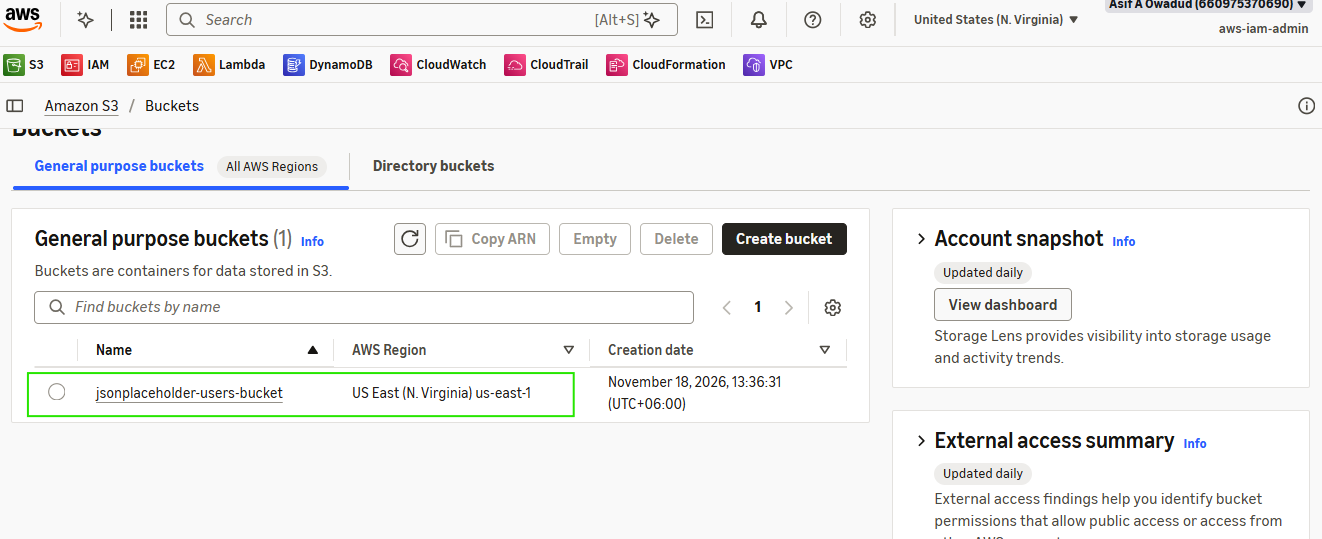 aws
Search [Alt+S]
United States (N. Virginia) ▼
Asif A Owadud (660975370690) ▼
aws-iam-admin
S3 IAM EC2 Lambda DynamoDB CloudWatch CloudTrail CloudFormation VPC
Amazon S3 / Buckets
Buckets
General purpose buckets All AWS Regions Directory buckets
General purpose buckets (1) Info
Copy ARN Empty Delete Create bucket
Buckets are containers for data stored in S3.
Find buckets by name
1
Name AWS Region Creation date
jsonplaceholder-users-bucket US East (N. Virginia) us-east-1 November 18, 2026, 13:36:31
(UTC+06:00)
Account snapshot Info
Updated daily
View dashboard
Storage Lens provides visibility into storage usage
and activity trends.
External access summary Info
Updated daily
External access findings help you identify bucket
permissions that allow public access or access from